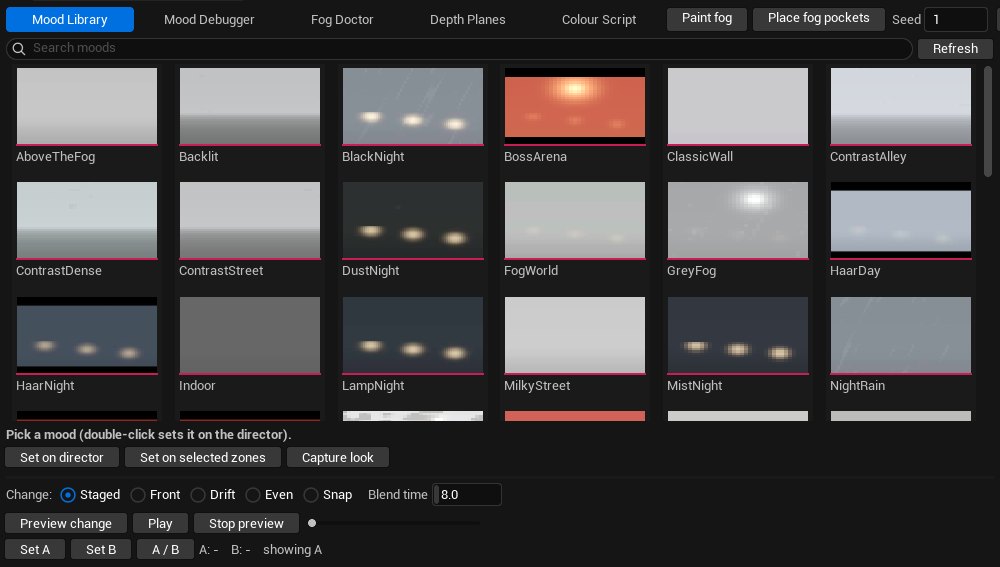 Mood Library Mood Debugger Fog Doctor Depth Planes Colour Script Paint fog Place fog pockets Seed 1
Search moods Refresh
AboveTheFog Backlit BlackNight BossArena ClassicWall ContrastAlley
ContrastDense ContrastStreet DustNight FogWorld GreyFog HaarDay
HaarNight Indoor LampNight MilkyStreet MistNight NightRain
Pick a mood (double-click sets it on the director).
Set on director Set on selected zones Capture look
Change: Staged Front Drift Even Snap Blend time 8.0
Preview change Play Stop preview
Set A Set B A / B A: - B: - showing A